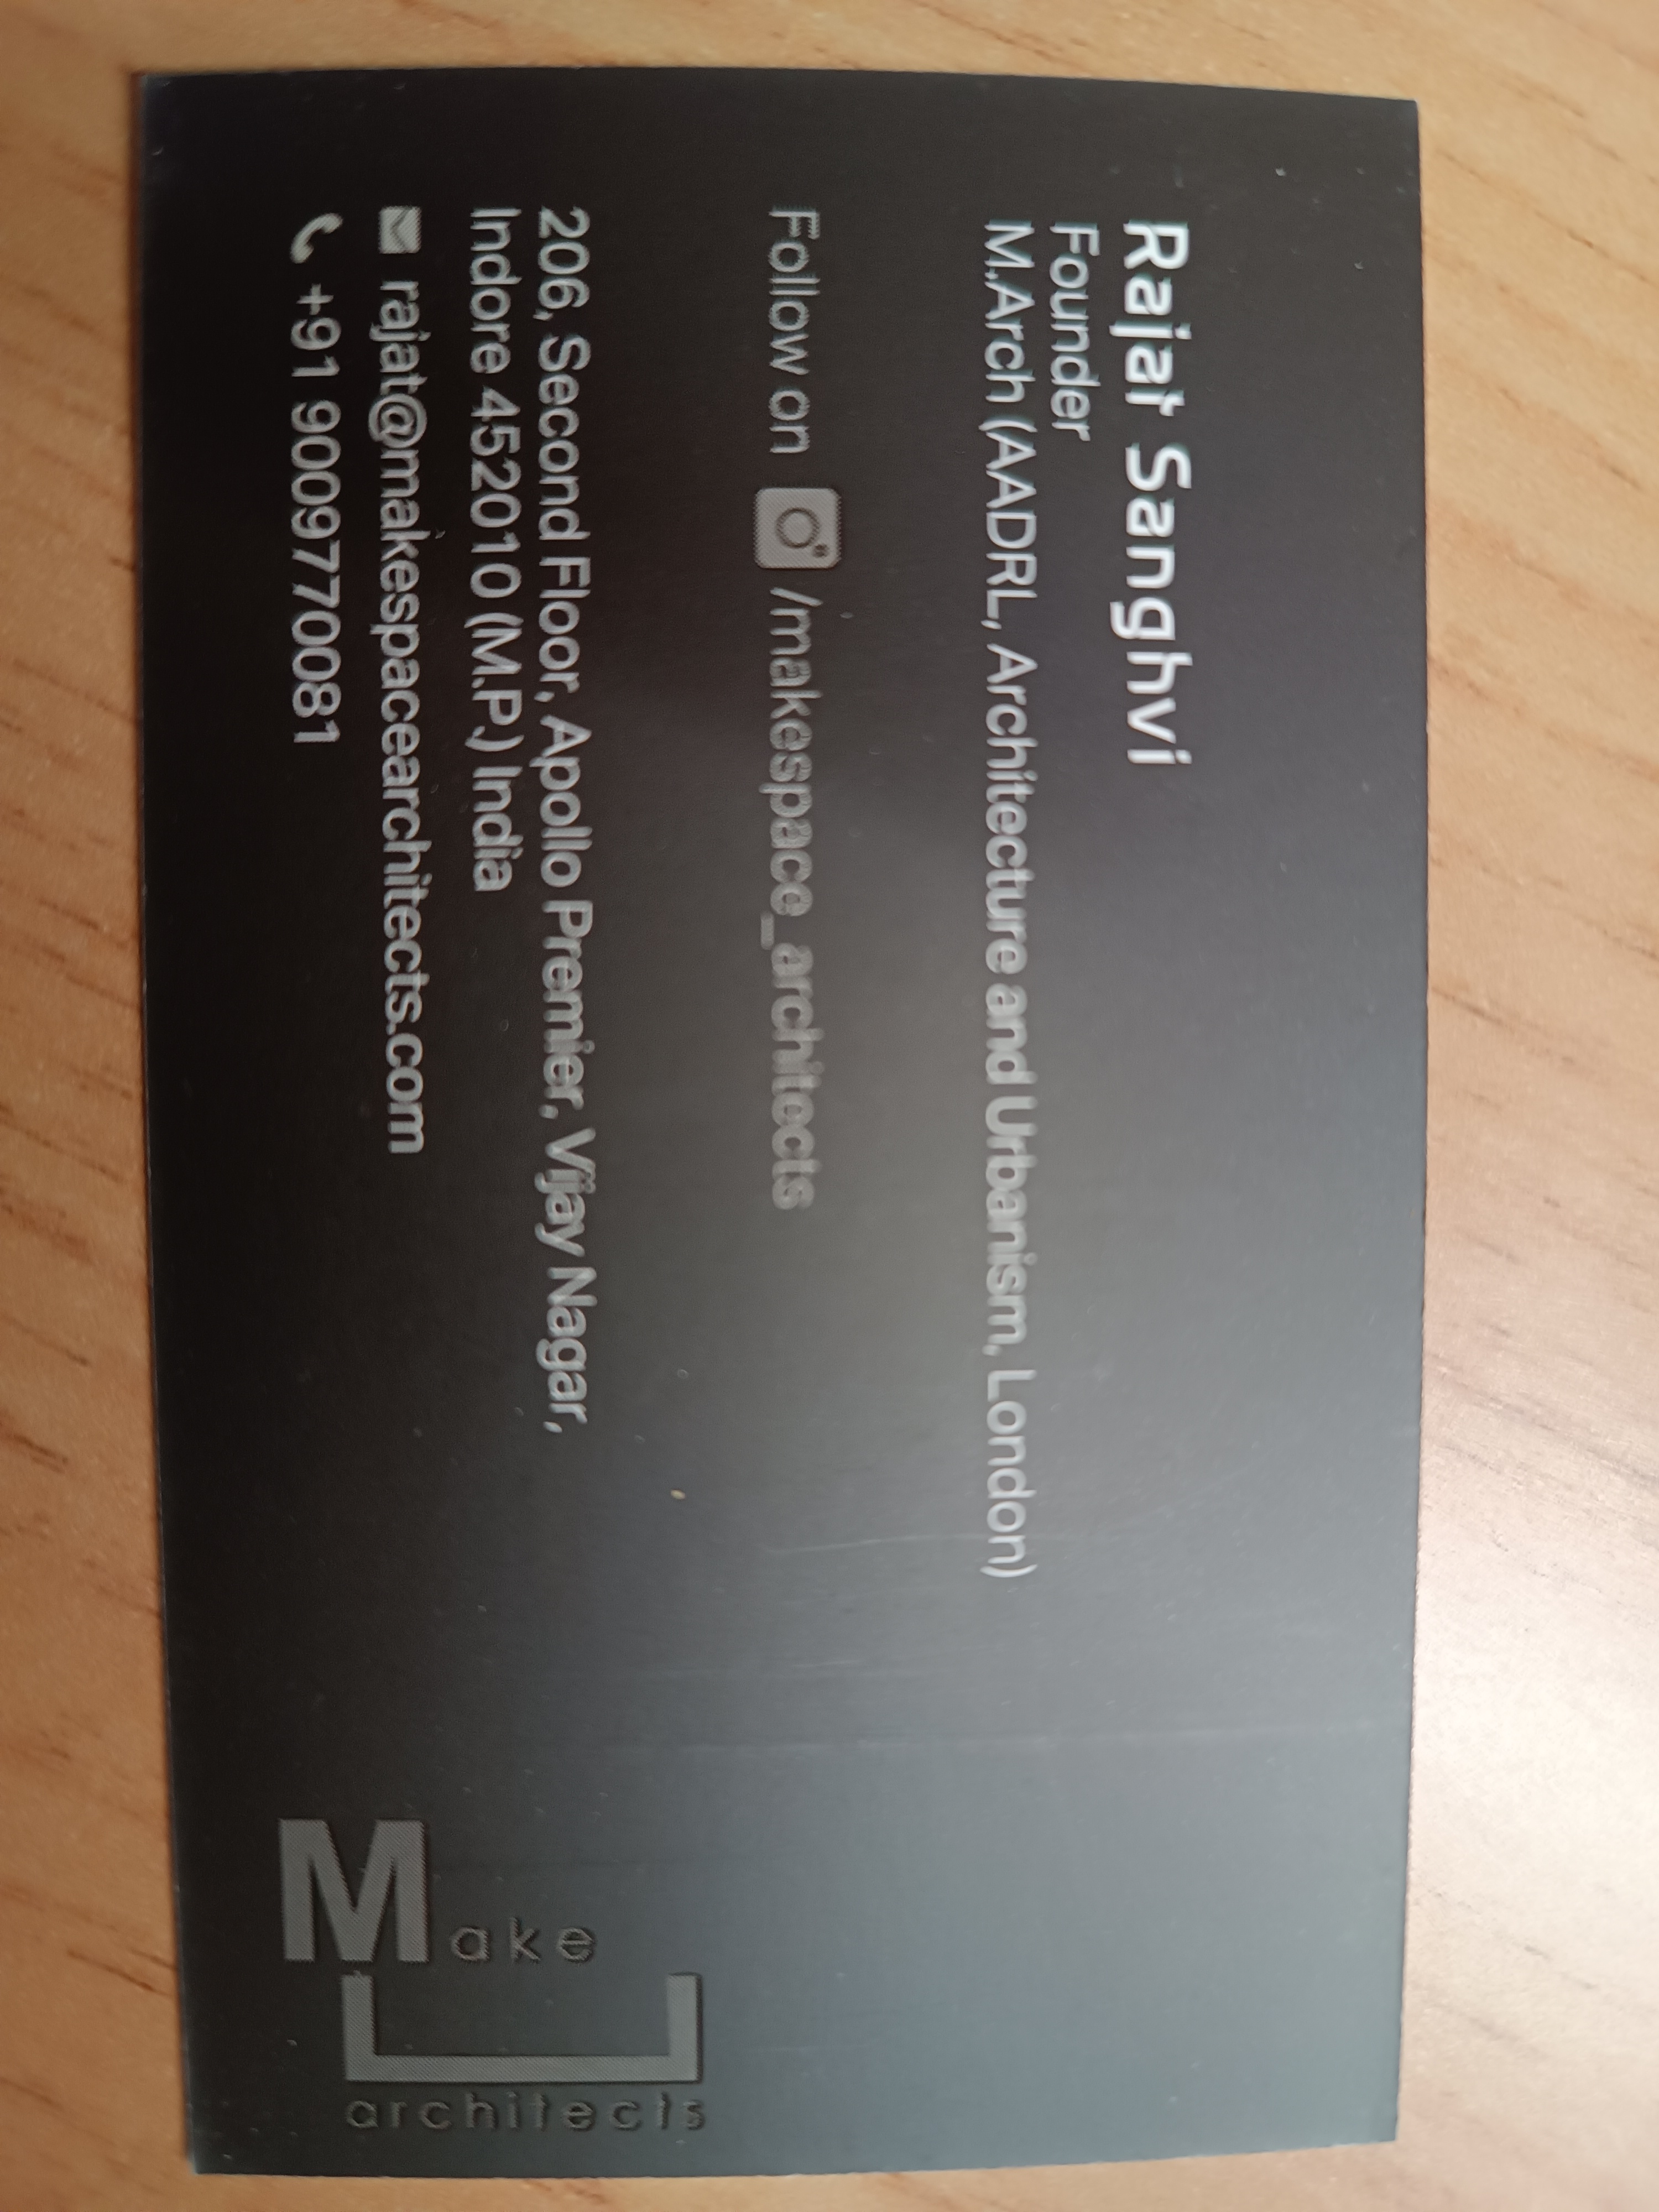 Rajat Sanghvi
Founder
M.Arch (AADRL, Architecture and Urbanism, London)
Follow on /makespace_architects
206, Second Floor, Apollo Premier, Vijay Nagar,
Indore 452010 (M.P.) India
rajat@makespacearchitects.com
+91 9009770081
Make
architects